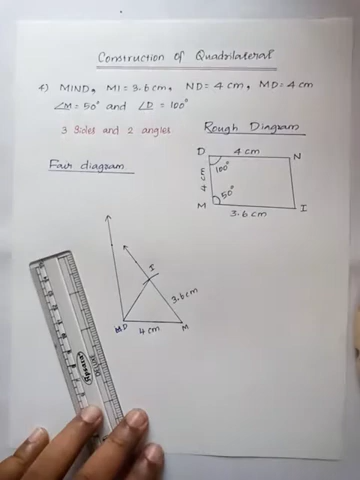 Construction of Quadrilateral
4) MIND, MI = 3.6 cm, ND = 4 cm, MD = 4 cm
∠M = 50° and ∠D = 100°
3 Sides and 2 angles
Rough Diagram
Fair diagram
D 4 cm N
100°
4 cm
50°
M 3.6 cm I
I
3.6 cm
D 4 cm M